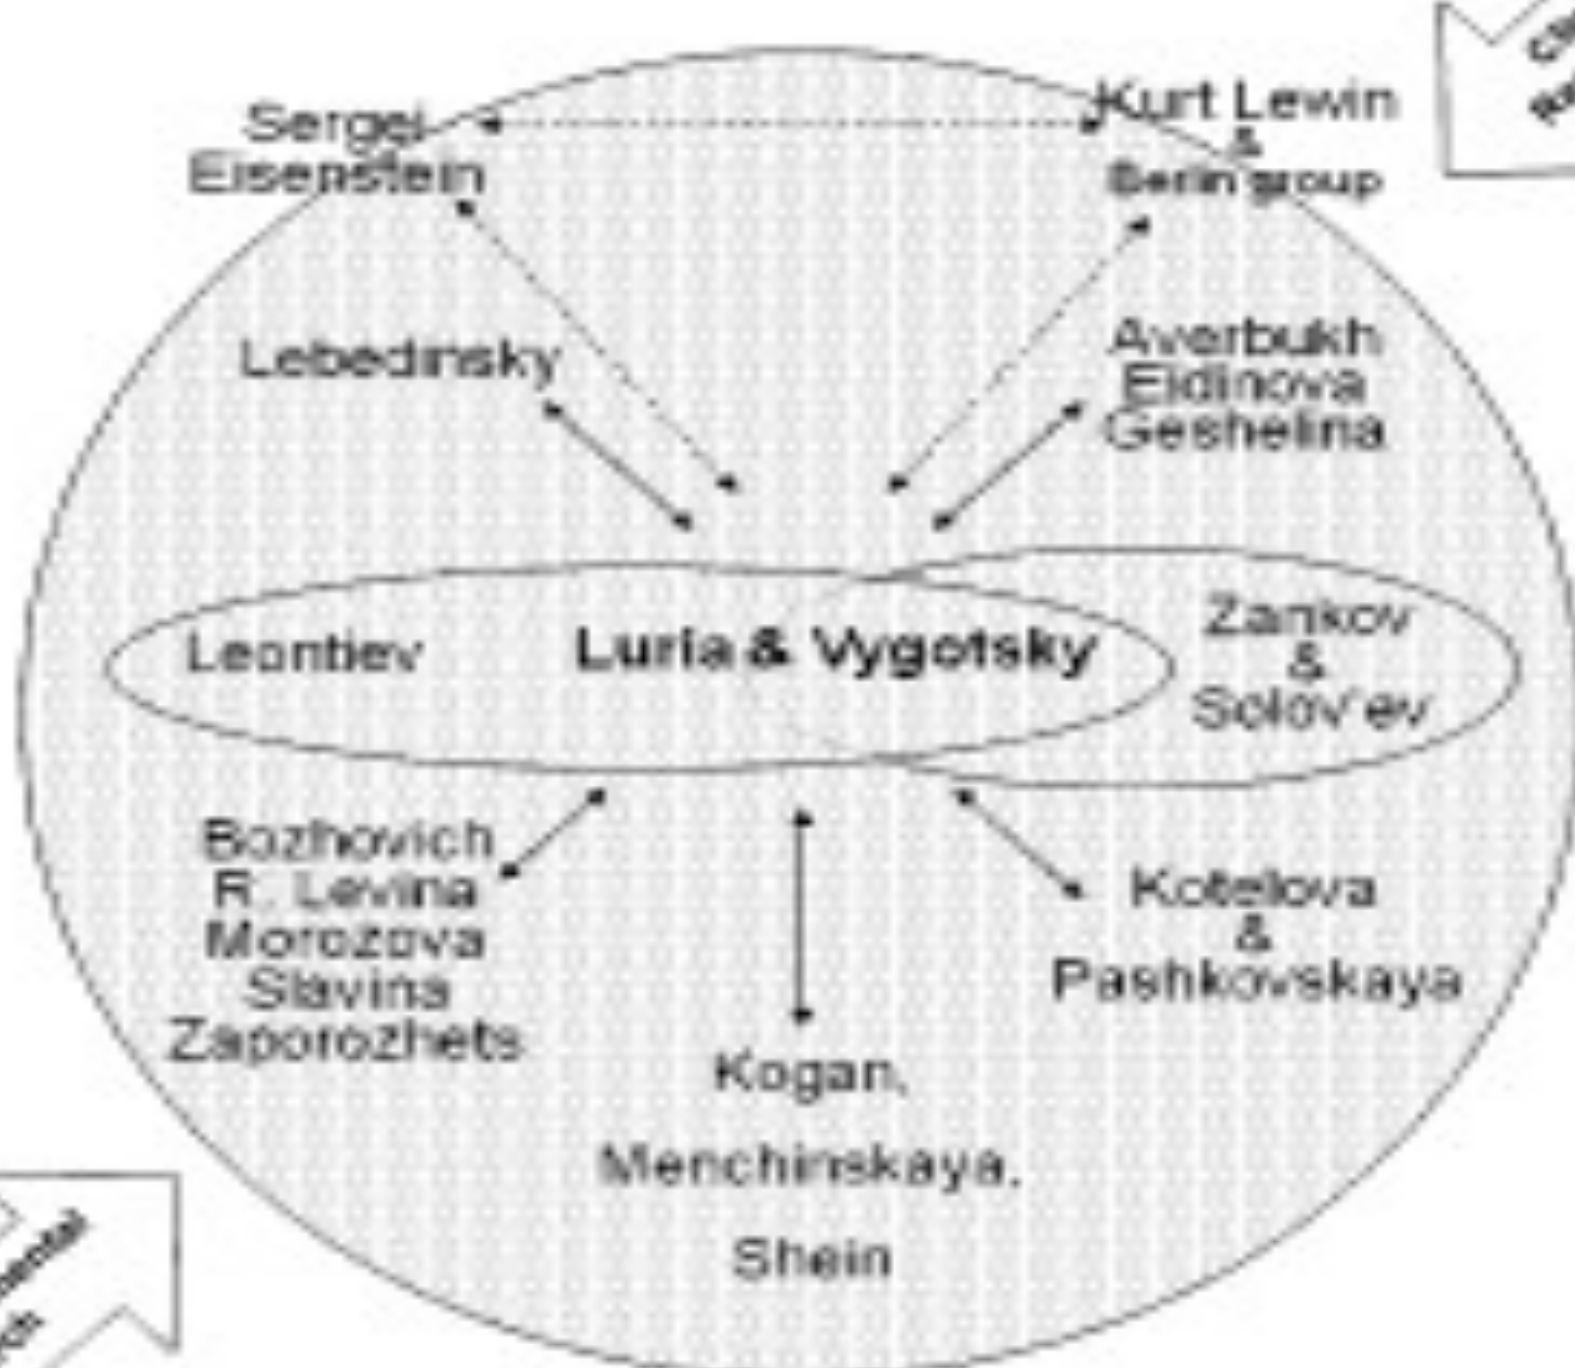 Sergej
Eisenstein
Kurt Lewin
&
Berlin group
Lebedinsky
Averbukh
Eidinova
Geshelina
Leontiev
Luria & Vygotsky
Zankov
&
Solov'ev
Bozhovich
R. Levina
Morozova
Slavina
Zaporozhets
Kotelova
&
Pashkovskaya
Kogan,
Menchinskaya,
Shein